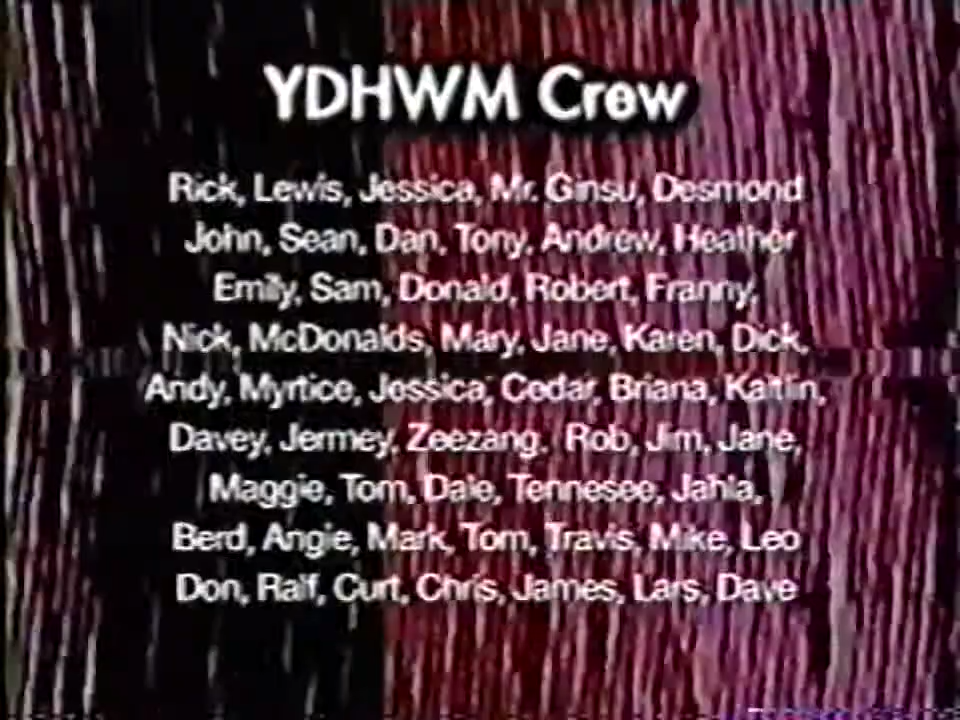 YDHWM Crew
Rick, Lewis, Jessica, Mr. Ginsu, Desmond
John, Sean, Dan, Tony, Andrew, Heather
Emily, Sam, Donald, Robert, Franny,
Nick, McDonalds, Mary, Jane, Karen, Dick,
Andy, Myrtice, Jessica, Cedar, Briana, Kaitlin,
Davey, Jermey, Zeezang. Rob, Jim, Jane,
Maggie, Tom, Dale, Tennesee, Jahla,
Berd, Angie, Mark, Tom, Travis, Mike, Leo
Don, Ralf, Curt, Chris, James, Lars, Dave